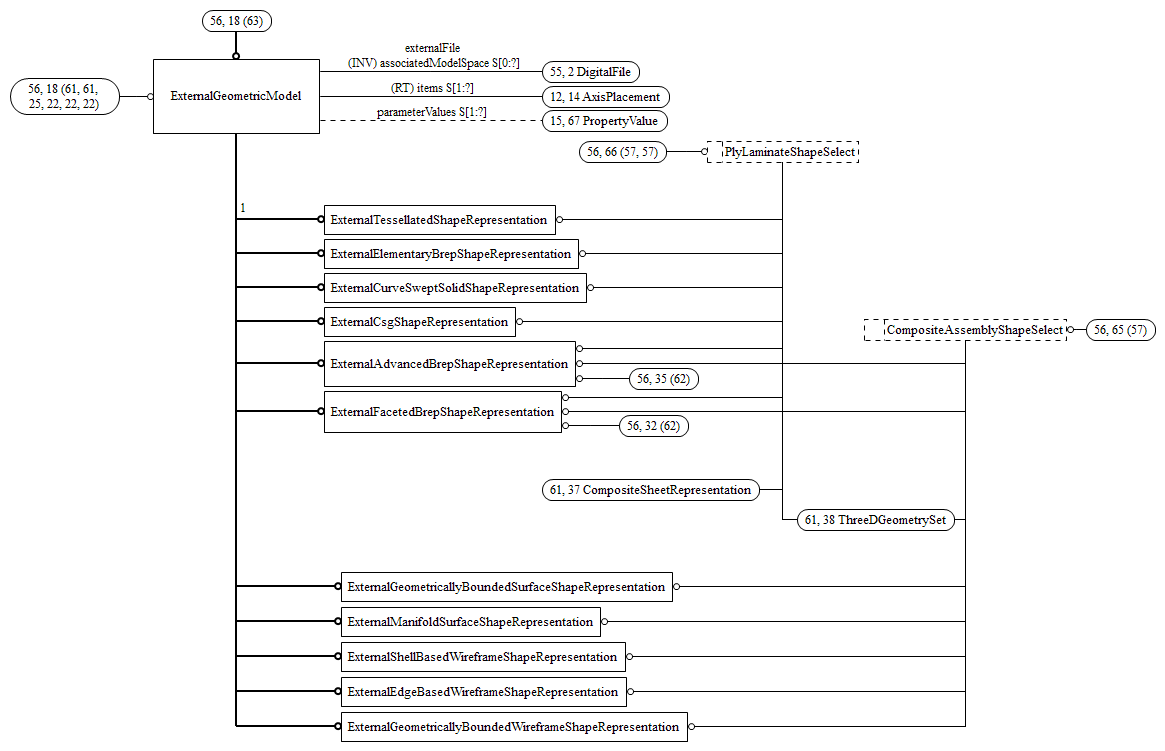 56, 18 (63)
externalFile
(INV) associatedModelSpace S[0:?]
55, 2 DigitalFile
56, 18 (61, 61,
25, 22, 22, 22)
ExternalGeometricModel
(RT) items S[1:?]
12, 14 AxisPlacement
parameterValues S[1:?]
15, 67 PropertyValue
56, 66 (57, 57)
PlyLaminateShapeSelect
1
ExternalTessellatedShapeRepresentation
ExternalElementaryBrepShapeRepresentation
ExternalCurveSweptSolidShapeRepresentation
ExternalCsgShapeRepresentation
CompositeAssemblyShapeSelect
56, 65 (57)
ExternalAdvancedBrepShapeRepresentation
56, 35 (62)
ExternalFacetedBrepShapeRepresentation
56, 32 (62)
61, 37 CompositeSheetRepresentation
61, 38 ThreeDGeometrySet
ExternalGeometricallyBoundedSurfaceShapeRepresentation
ExternalManifoldSurfaceShapeRepresentation
ExternalShellBasedWireframeShapeRepresentation
ExternalEdgeBasedWireframeShapeRepresentation
ExternalGeometricallyBoundedWireframeShapeRepresentation